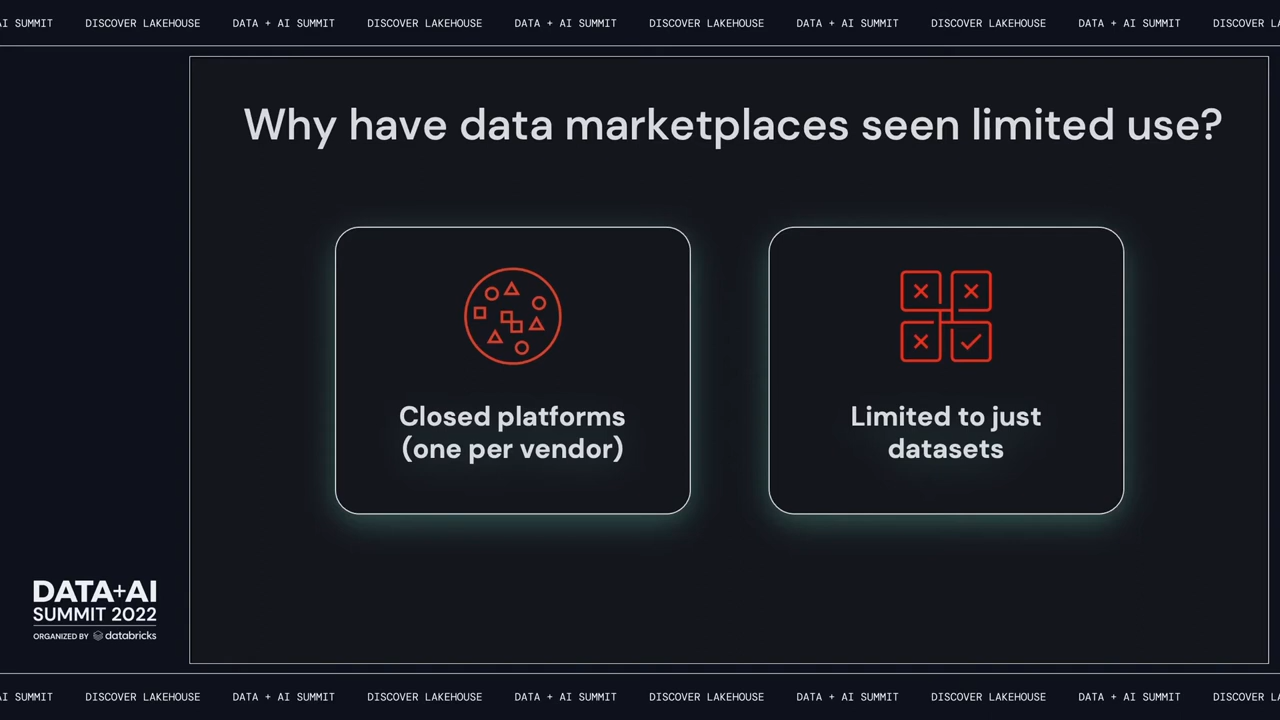 AI SUMMIT DISCOVER LAKEHOUSE DATA + AI SUMMIT DISCOVER LAKEHOUSE DATA + AI SUMMIT DISCOVER LAKEHOUSE DATA + AI SUMMIT DISCOVER LAKEHOUSE DATA + AI SUMMIT DISCOVER LA
Why have data marketplaces seen limited use?
Closed platforms
(one per vendor)
Limited to just
datasets
DATA+AI
SUMMIT 2022
ORGANIZED BY databricks
AI SUMMIT DISCOVER LAKEHOUSE DATA + AI SUMMIT DISCOVER LAKEHOUSE DATA + AI SUMMIT DISCOVER LAKEHOUSE DATA + AI SUMMIT DISCOVER LAKEHOUSE DATA + AI SUMMIT DISCOVER LA